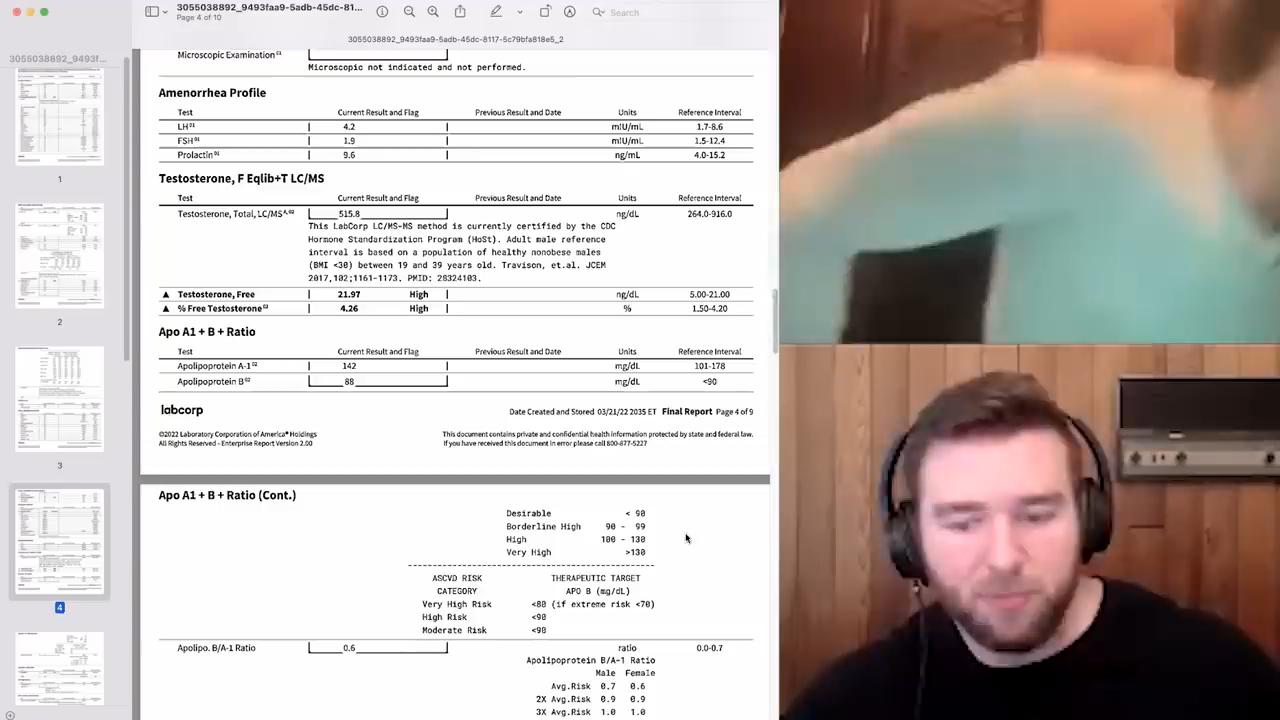 3055038892_9493faa9-5adb-45dc-81...
Page 4 of 10
Search
3055038892_9493faa9-5adb-45dc-8117-5c79bfa818e5_2
3055038892_9493f...
1
2
3
4
Microscopic Examination 01
Microscopic not indicated and not performed.
Amenorrhea Profile
Test Current Result and Flag Previous Result and Date Units Reference Interval
LH 01 4.2 mIU/mL 1.7-8.6
FSH 01 1.9 mIU/mL 1.5-12.4
Prolactin 01 9.6 ng/mL 4.0-15.2
Testosterone, F Eqlib+T LC/MS
Test Current Result and Flag Previous Result and Date Units Reference Interval
Testosterone, Total, LC/MS A, 02 515.8 ng/dL 264.0-916.0
This LabCorp LC/MS-MS method is currently certified by the CDC
Hormone Standardization Program (HoSt). Adult male reference
interval is based on a population of healthy nonobese males
(BMI <30) between 19 and 39 years old. Travison, et.al. JCEM
2017,102;1161-1173. PMID: 28324103.
▲ Testosterone, Free 21.97 High ng/dL 5.00-21.00
▲ % Free Testosterone 02 4.26 High % 1.50-4.20
Apo A1 + B + Ratio
Test Current Result and Flag Previous Result and Date Units Reference Interval
Apolipoprotein A-1 02 142 mg/dL 101-178
Apolipoprotein B 02 88 mg/dL <90
labcorp
Date Created and Stored 03/21/22 2035 ET Final Report Page 4 of 9
©2022 Laboratory Corporation of America® Holdings
All Rights Reserved - Enterprise Report Version 2.00
This document contains private and confidential health information protected by state and federal law.
If you have received this document in error please call 800-877-5227
Apo A1 + B + Ratio (Cont.)
Desirable < 90
Borderline High 90 - 99
High 100 - 130
Very High >130
ASCVD RISK THERAPEUTIC TARGET
CATEGORY APO B (mg/dL)
Very High Risk <80 (if extreme risk <70)
High Risk <90
Moderate Risk <90
Apolipo. B/A-1 Ratio 0.6 ratio 0.0-0.7
Apolipoprotein B/A-1 Ratio
Male Female
Avg.Risk 0.7 0.6
2X Avg.Risk 0.9 0.9
3X Avg.Risk 1.0 1.0